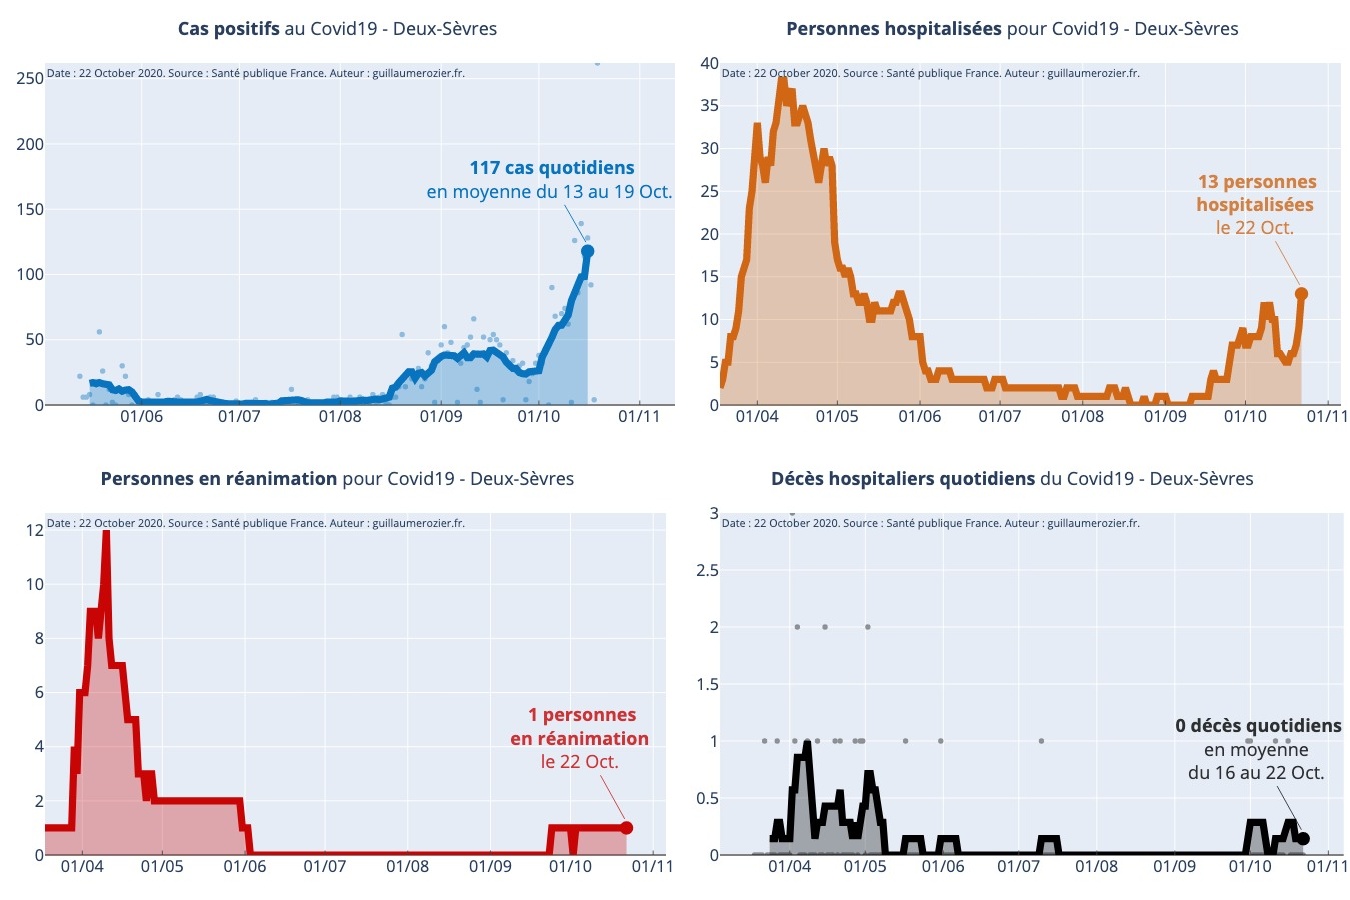 Cas positifs au Covid19 - Deux-Sèvres
Date : 22 October 2020. Source : Santé publique France. Auteur : guillaumerozier.fr.
250
200
150
100
50
0
117 cas quotidiens
en moyenne du 13 au 19 Oct.
01/06 01/07 01/08 01/09 01/10 01/11
Personnes hospitalisées pour Covid19 - Deux-Sèvres
Date : 22 October 2020. Source : Santé publique France. Auteur : guillaumerozier.fr.
40
35
30
25
20
15
10
5
0
13 personnes
hospitalisées
le 22 Oct.
01/04 01/05 01/06 01/07 01/08 01/09 01/10 01/11
Personnes en réanimation pour Covid19 - Deux-Sèvres
Date : 22 October 2020. Source : Santé publique France. Auteur : guillaumerozier.fr.
12
10
8
6
4
2
0
1 personnes
en réanimation
le 22 Oct.
01/04 01/05 01/06 01/07 01/08 01/09 01/10 01/11
Décès hospitaliers quotidiens du Covid19 - Deux-Sèvres
Date : 22 October 2020. Source : Santé publique France. Auteur : guillaumerozier.fr.
3
2.5
2
1.5
1
0.5
0
0 décès quotidiens
en moyenne
du 16 au 22 Oct.
01/04 01/05 01/06 01/07 01/08 01/09 01/10 01/11